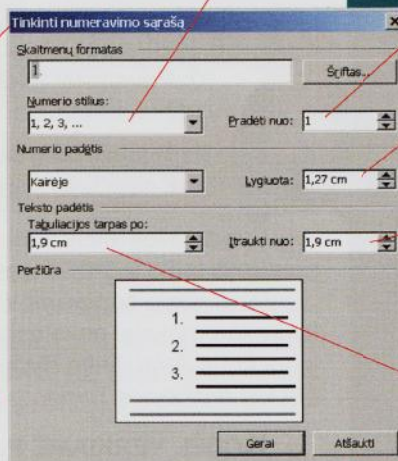 Tinkinti numeravimo sąrašą
Skaitmenų formatas
1.
Šriftas...
Numerio stilius:
1, 2, 3, ...
Pradėti nuo: 1
Numerio padėtis
Kairėje
Lygiuota: 1,27 cm
Teksto padėtis
Tabuliacijos tarpas po:
1,9 cm
Įtraukti nuo: 1,9 cm
Peržiūra
1.
2.
3.
Gerai
Atšaukti